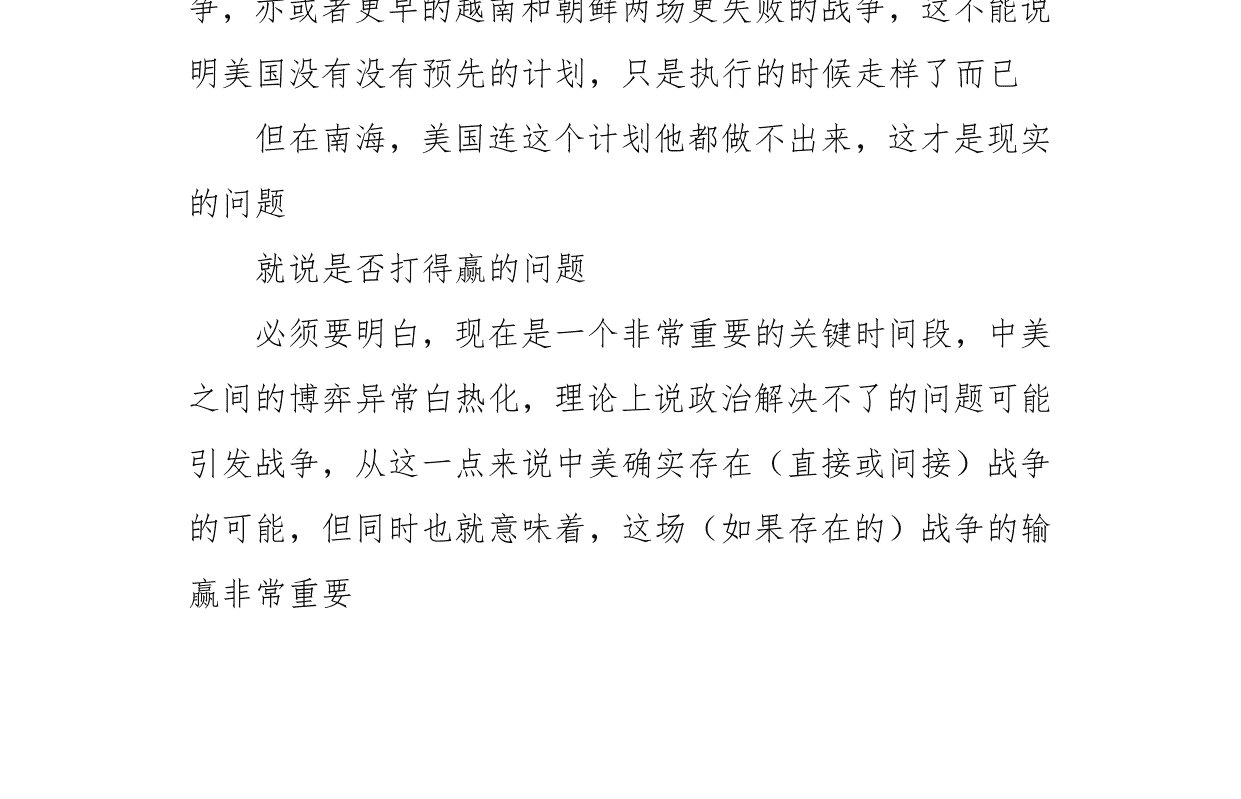 争，亦或者更早的越南和朝鲜两场更失败的战争，这不能说
明美国没有没有预先的计划，只是执行的时候走样了而已
但在南海，美国连这个计划他都做不出来，这才是现实
的问题
就说是否打得赢的问题
必须要明白，现在是一个非常重要的关键时间段，中美
之间的博弈异常白热化，理论上说政治解决不了的问题可能
引发战争，从这一点来说中美确实存在（直接或间接）战争
的可能，但同时也就意味着，这场（如果存在的）战争的输
赢非常重要